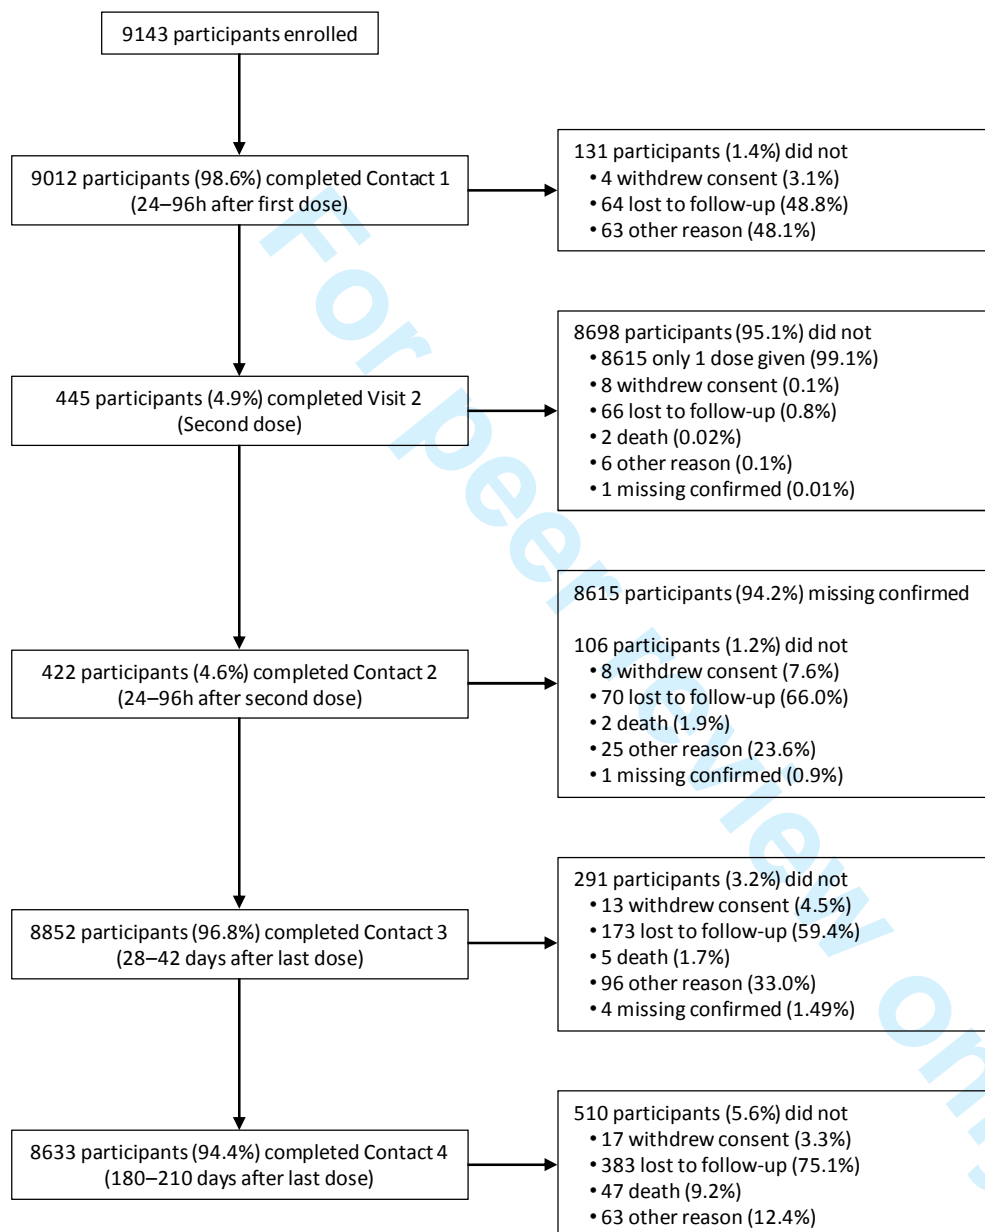 9143 participants enrolled
9012 participants (98.6%) completed Contact 1
(24–96h after first dose)
131 participants (1.4%) did not
• 4 withdrew consent (3.1%)
• 64 lost to follow-up (48.8%)
• 63 other reason (48.1%)
445 participants (4.9%) completed Visit 2
(Second dose)
8698 participants (95.1%) did not
• 8615 only 1 dose given (99.1%)
• 8 withdrew consent (0.1%)
• 66 lost to follow-up (0.8%)
• 2 death (0.02%)
• 6 other reason (0.1%)
• 1 missing confirmed (0.01%)
422 participants (4.6%) completed Contact 2
(24–96h after second dose)
8615 participants (94.2%) missing confirmed
106 participants (1.2%) did not
• 8 withdrew consent (7.6%)
• 70 lost to follow-up (66.0%)
• 2 death (1.9%)
• 25 other reason (23.6%)
• 1 missing confirmed (0.9%)
8852 participants (96.8%) completed Contact 3
(28–42 days after last dose)
291 participants (3.2%) did not
• 13 withdrew consent (4.5%)
• 173 lost to follow-up (59.4%)
• 5 death (1.7%)
• 96 other reason (33.0%)
• 4 missing confirmed (1.49%)
8633 participants (94.4%) completed Contact 4
(180–210 days after last dose)
510 participants (5.6%) did not
• 17 withdrew consent (3.3%)
• 383 lost to follow-up (75.1%)
• 47 death (9.2%)
• 63 other reason (12.4%)
For peer review only